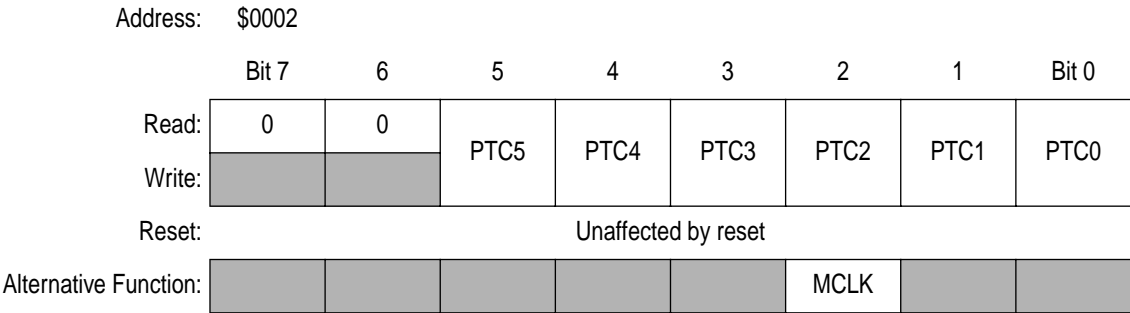 Address: $0002
Bit 7 6 5 4 3 2 1 Bit 0
Read: 0 0 PTC5 PTC4 PTC3 PTC2 PTC1 PTC0
Write:
Reset: Unaffected by reset
Alternative Function: MCLK